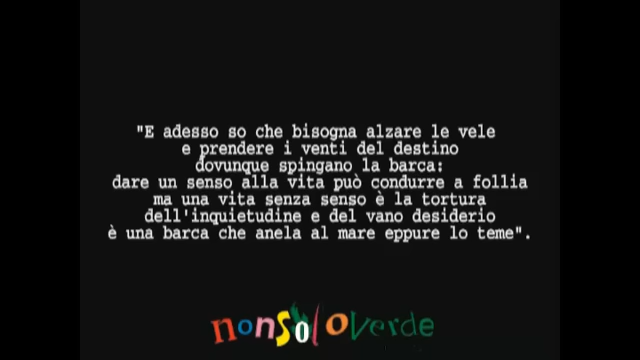 "E adesso so che bisogna alzare le vele
e prendere i venti del destino
dovunque spingano la barca:
dare un senso alla vita può condurre a follia
ma una vita senza senso è la tortura
dell'inquietudine e del vano desiderio
è una barca che anela al mare eppure lo teme".
nonsoloverde